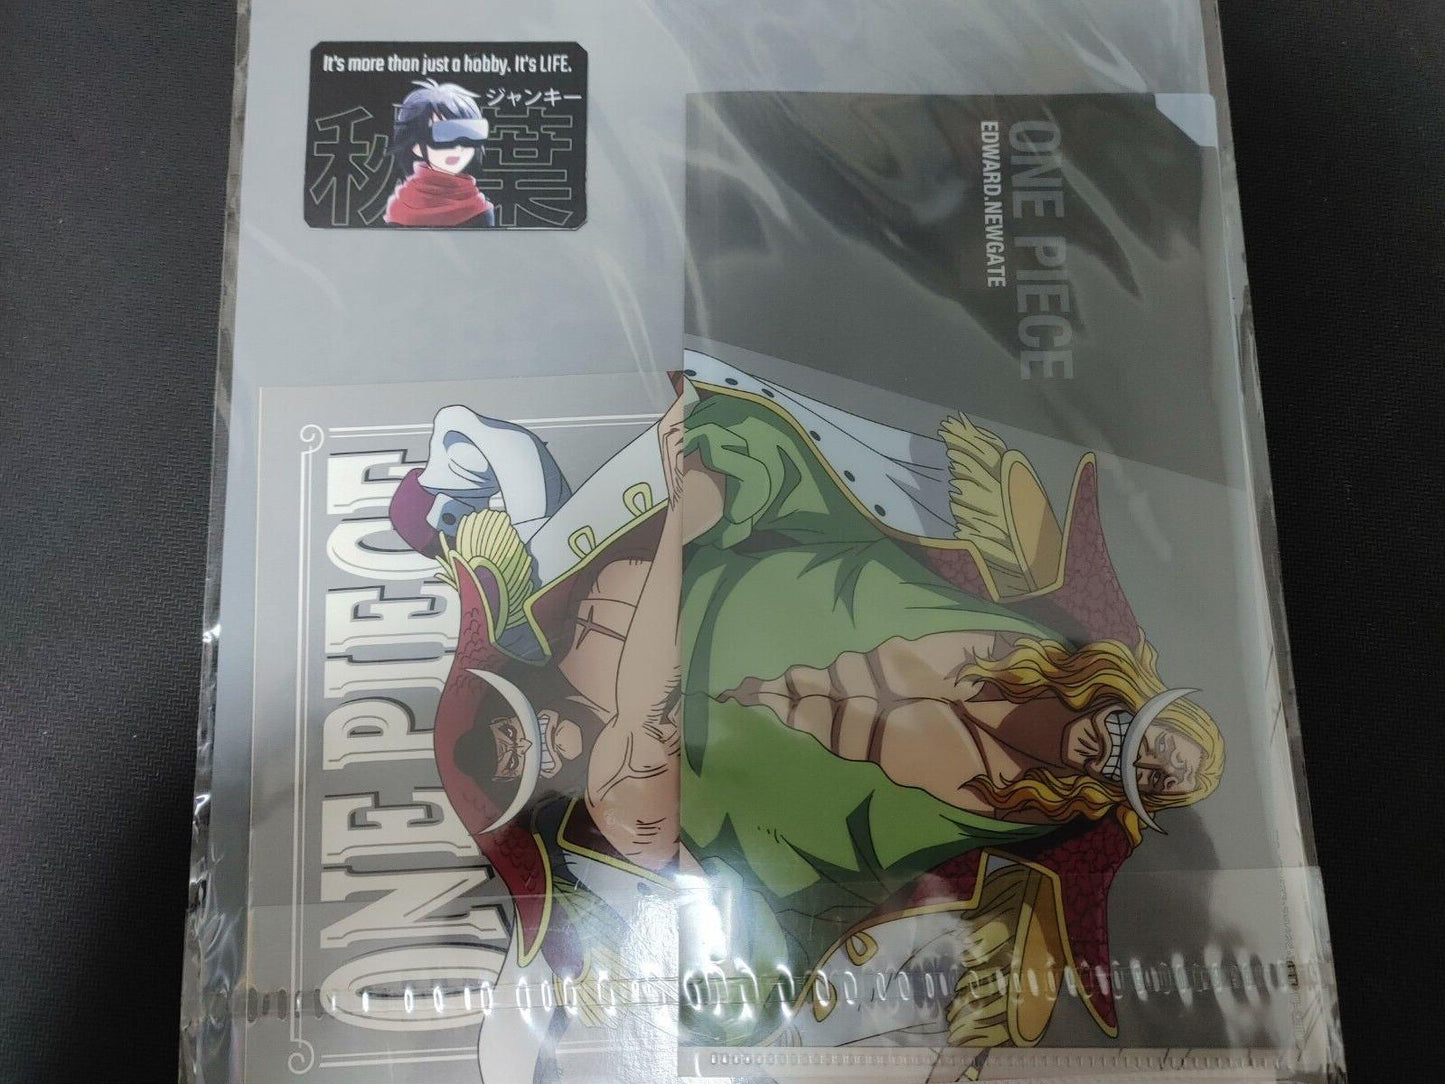 It's more than just a hobby. It's LIFE.
ジャンキー
秋葉
ONE PIECE
EDWARD.NEWGATE
ONE PIECE